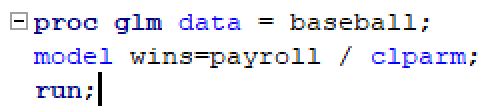 proc glm data = baseball;
model wins=payroll / clparm;
run;